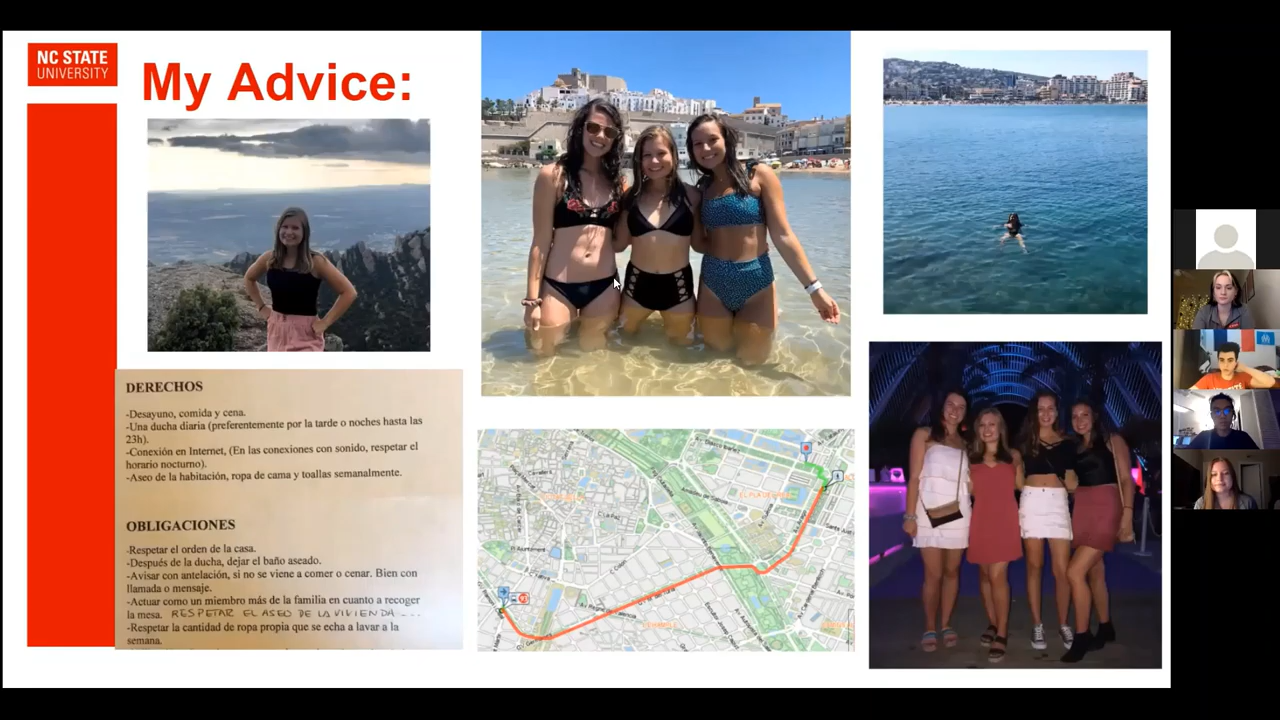 NC STATE
UNIVERSITY
My Advice:
DERECHOS
-Desayuno, comida y cena.
-Una ducha diaria (preferentemente por la tarde o noches hasta las
23h).
-Conexión en Internet, (En las conexiones con sonido, respetar el
horario nocturno).
-Aseo de la habitación, ropa de cama y toallas semanalmente.
OBLIGACIONES
-Respetar el orden de la casa.
-Después de la ducha, dejar el baño aseado.
-Avisar con antelación, si no se viene a comer o cenar. Bien con
llamada o mensaje.
-Actuar como un miembro más de la familia en cuanto a recoger
la mesa. RESPETAR EL ASEO DE LA VIVIENDA ...
-Respetar la cantidad de ropa propia que se echa a lavar a la
semana.
C La Paz